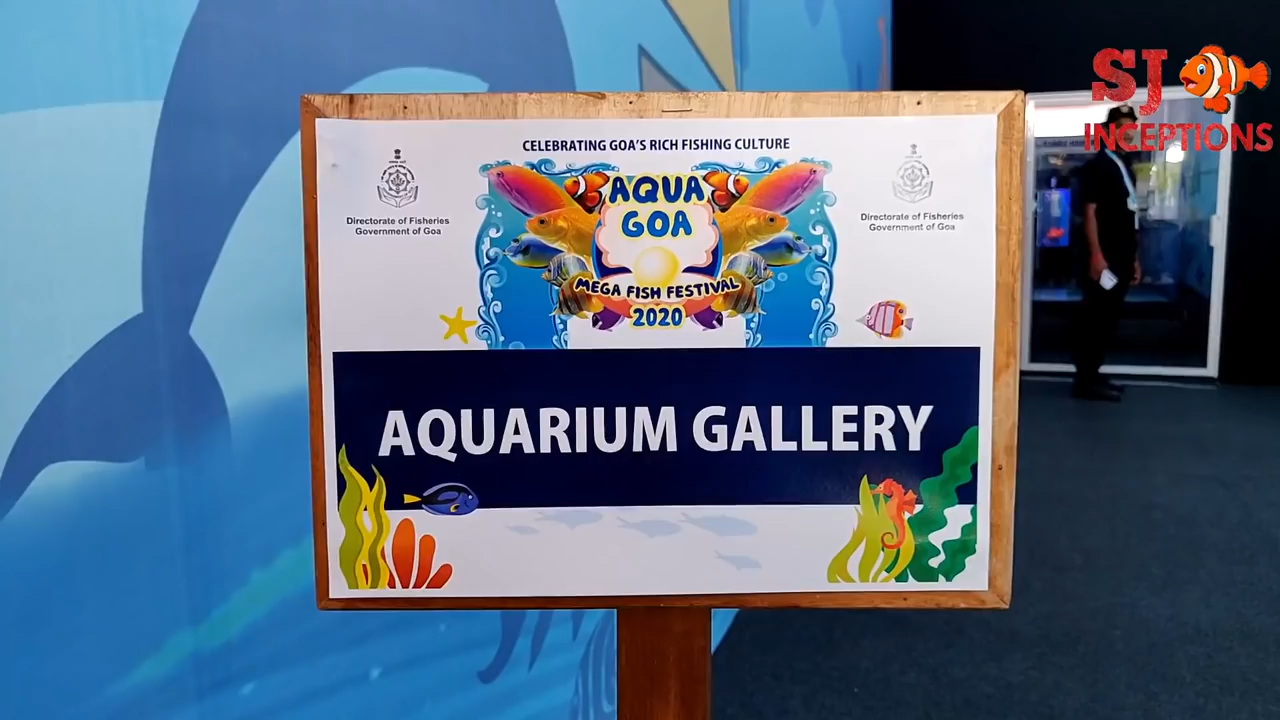 SJ
INCEPTIONS
CELEBRATING GOA'S RICH FISHING CULTURE
Directorate of Fisheries
Government of Goa
AQUA
GOA
MEGA FISH FESTIVAL
2020
Directorate of Fisheries
Government of Goa
AQUARIUM GALLERY